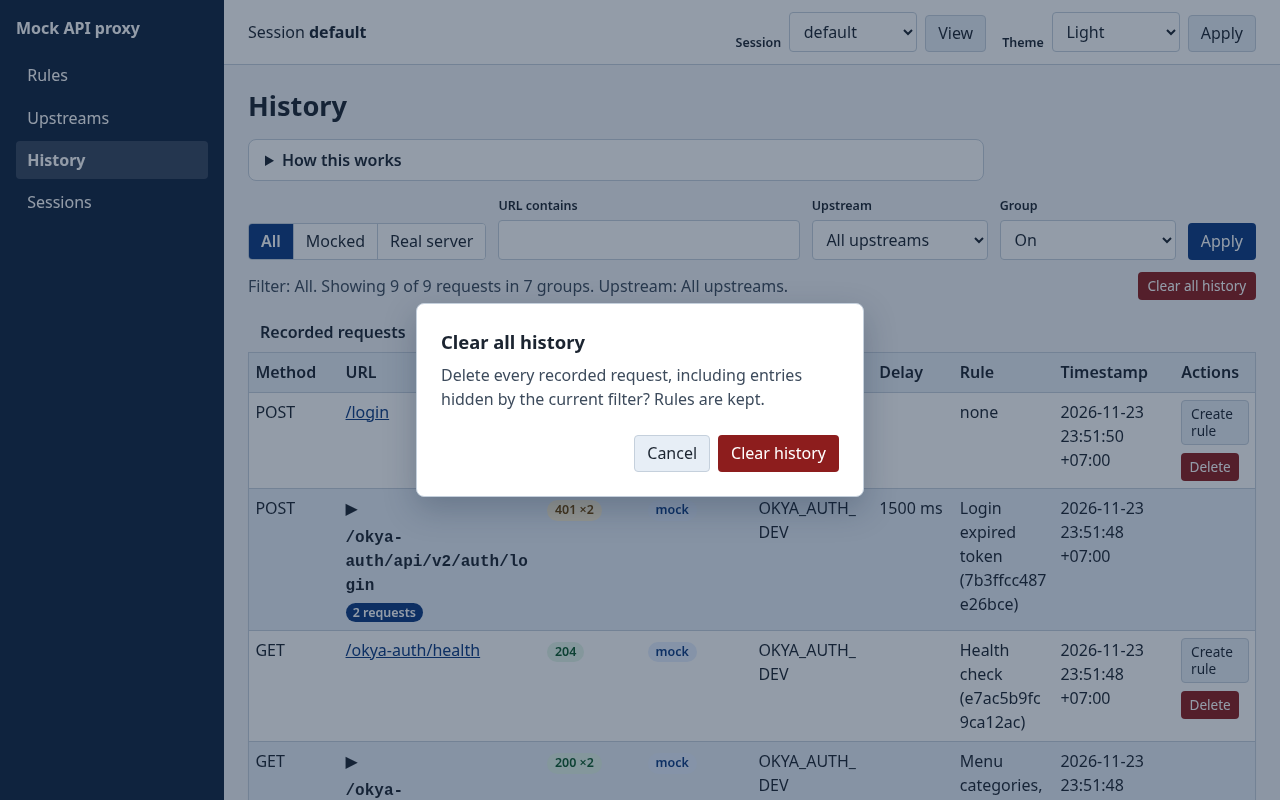 Mock API proxy
Rules
Upstreams
History
Sessions
Session default
Session
default
View
Theme
Light
Apply
History
▶ How this works
All
Mocked
Real server
URL contains
Upstream
All upstreams
Group
On
Apply
Filter: All. Showing 9 of 9 requests in 7 groups. Upstream: All upstreams.
Clear all history
Recorded requests
Clear all history
Delete every recorded request, including entries
hidden by the current filter? Rules are kept.
Cancel
Clear history
Method
URL
Delay
Rule
Timestamp
Actions
POST
/login
none
2026-11-23
23:51:50
+07:00
Create
rule
Delete
POST
▶
/okya-
auth/api/v2/auth/lo
gin
2 requests
401 ×2
mock
OKYA_AUTH_
DEV
1500 ms
Login
expired
token
(7b3ffcc487
e26bce)
2026-11-23
23:51:48
+07:00
GET
/okya-auth/health
204
mock
OKYA_AUTH_
DEV
Health
check
(e7ac5b9fc
9ca12ac)
2026-11-23
23:51:48
+07:00
Create
rule
Delete
GET
▶
/okya-
200 ×2
mock
OKYA_AUTH_
DEV
Menu
categories,
2026-11-23
23:51:48